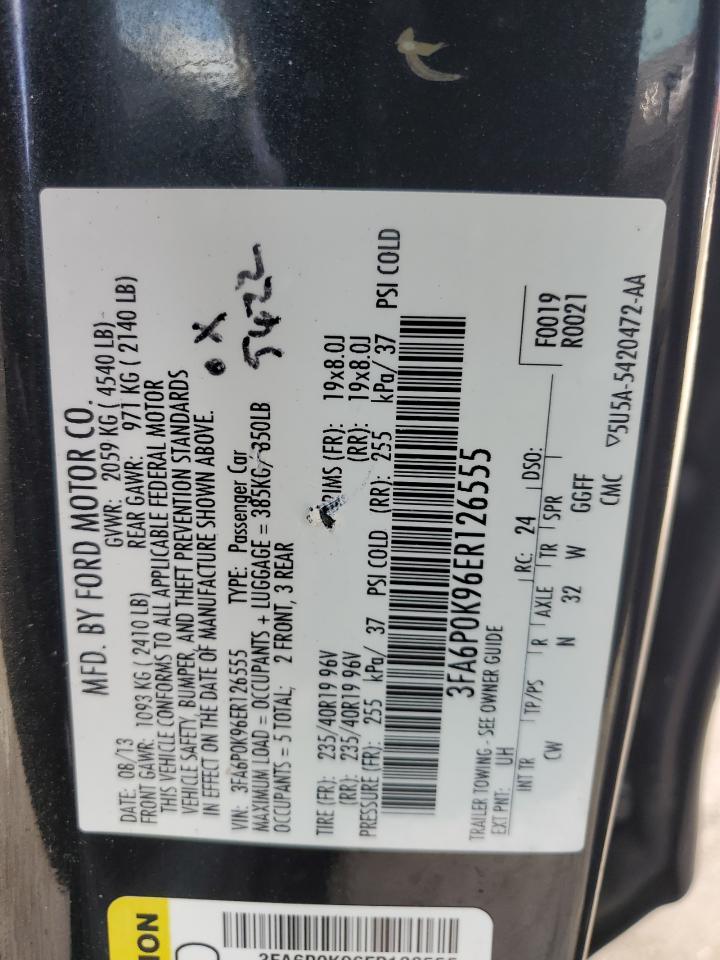 MFD. BY FORD MOTOR CO.
DATE: 08/13 GVWR: 2059 KG ( 4540 LB)
FRONT GAWR: 1093 KG ( 2410 LB) REAR GAWR: 971 KG ( 2140 LB)
THIS VEHICLE CONFORMS TO ALL APPLICABLE FEDERAL MOTOR
VEHICLE SAFETY, BUMPER, AND THEFT PREVENTION STANDARDS
IN EFFECT ON THE DATE OF MANUFACTURE SHOWN ABOVE.
VIN: 3FA6P0K96ER126555 TYPE: Passenger Car
MAXIMUM LOAD = OCCUPANTS + LUGGAGE = 385KG/ 850LB
OCCUPANTS = 5 TOTAL; 2 FRONT, 3 REAR
X
5422
TIRE (FR): 235/40R19 96V RIMS (FR): 19x8.0J
(RR): 235/40R19 96V (RR): 19x8.0J
PRESSURE (FR): 255 kPa/ 37 PSI COLD (RR): 255 kPa/ 37 PSI COLD
3FA6P0K96ER126555
TRAILER TOWING - SEE OWNER GUIDE
EXT PNT: UH RC: 24 DSO: F0019
R0021
INT TR TP/PS R AXLE TR SPR
CW N 32 W GGFF
CMC ▽5U5A-5420472-AA
3FA6P0K96ER126555